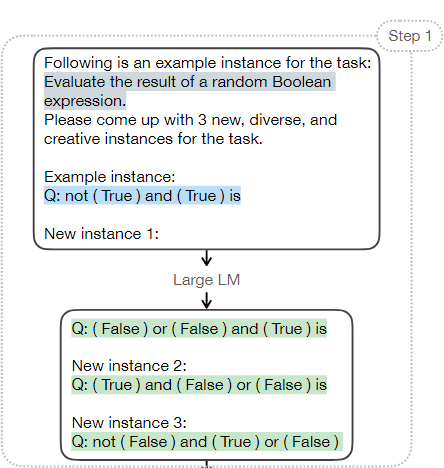 Step 1
Following is an example instance for the task:
Evaluate the result of a random Boolean
expression.
Please come up with 3 new, diverse, and
creative instances for the task.
Example instance:
Q: not ( True ) and ( True ) is
New instance 1:
Large LM
Q: ( False ) or ( False ) and ( True ) is
New instance 2:
Q: ( True ) and ( False ) or ( False ) is
New instance 3:
Q: not ( False ) and ( True ) or ( False )